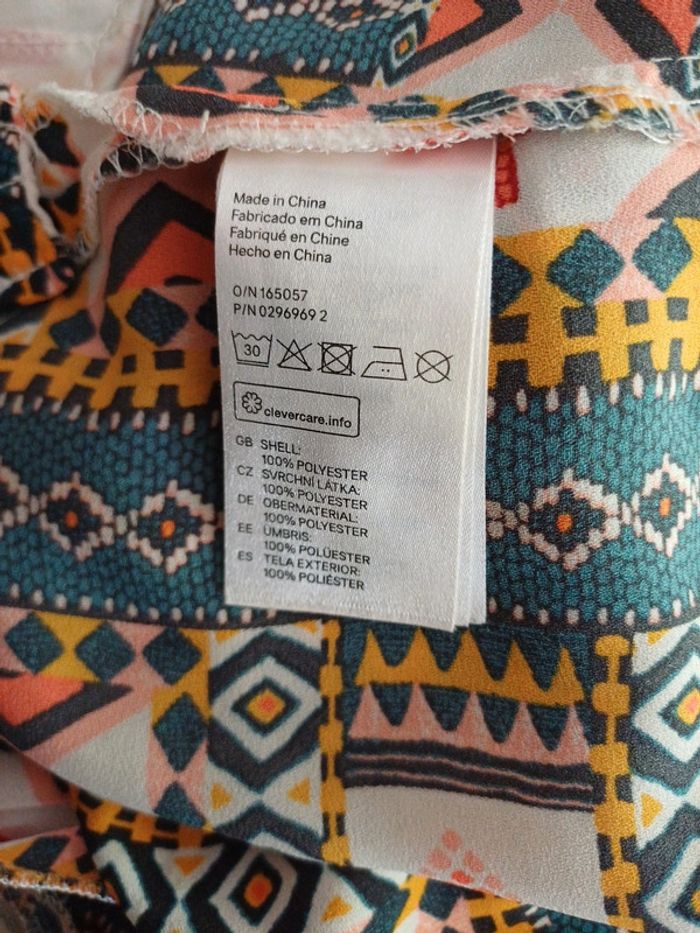 Made in China
Fabricado em China
Fabriqué en Chine
Hecho en China
O/N 165057
P/N 0296969 2
30
clevercare.info
GB SHELL:
100% POLYESTER
CZ SVRCHNÍ LÁTKA:
100% POLYESTER
DE OBERMATERIAL:
100% POLYESTER
EE ÜMBRIS:
100% POLÜESTER
ES TELA EXTERIOR:
100% POLIÉSTER